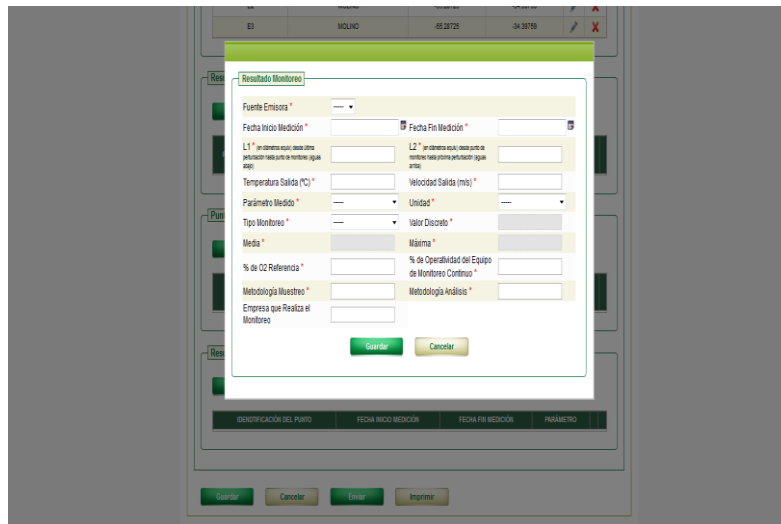 E3 MOLINO -55.28725 -34.39759
Resultado Monitoreo
Fuente Emisora * ----
Fecha Inicio Medición * Fecha Fin Medición *
L1 * (en diámetros equiv) desde última L2 * (en diámetros equiv) desde punto de
perturbación hasta punto de monitoreo (aguas monitoreo hasta próxima perturbación (aguas
abajo) arriba)
Temperatura Salida (ºC) * Velocidad Salida (m/s) *
Parámetro Medido * ----- Unidad * -----
Tipo Monitoreo * ----- Valor Discreto *
Media * Máxima *
% de O2 Referencia * % de Operatividad del Equipo
de Monitoreo Continuo *
Metodología Muestreo * Metodología Análisis *
Empresa que Realiza el
Monitoreo
Guardar Cancelar
IDENDTIFICACIÓN DEL PUNTO FECHA INICIO MEDICIÓN FECHA FIN MEDICIÓN PARÁMETRO
Guardar Cancelar Enviar Imprimir